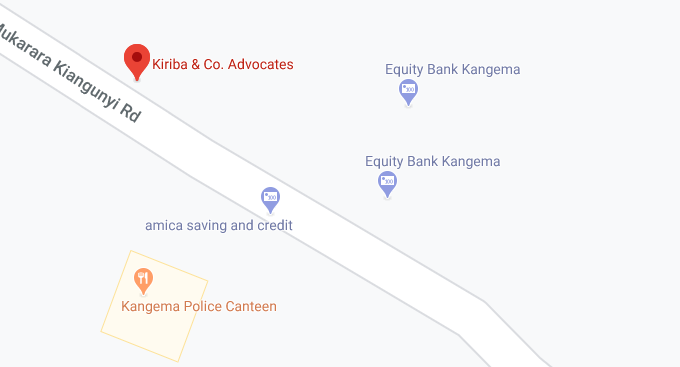 Mukarara Kiangunyi Rd
Kiriba & Co. Advocates
Equity Bank Kangema
Equity Bank Kangema
amica saving and credit
Kangema Police Canteen